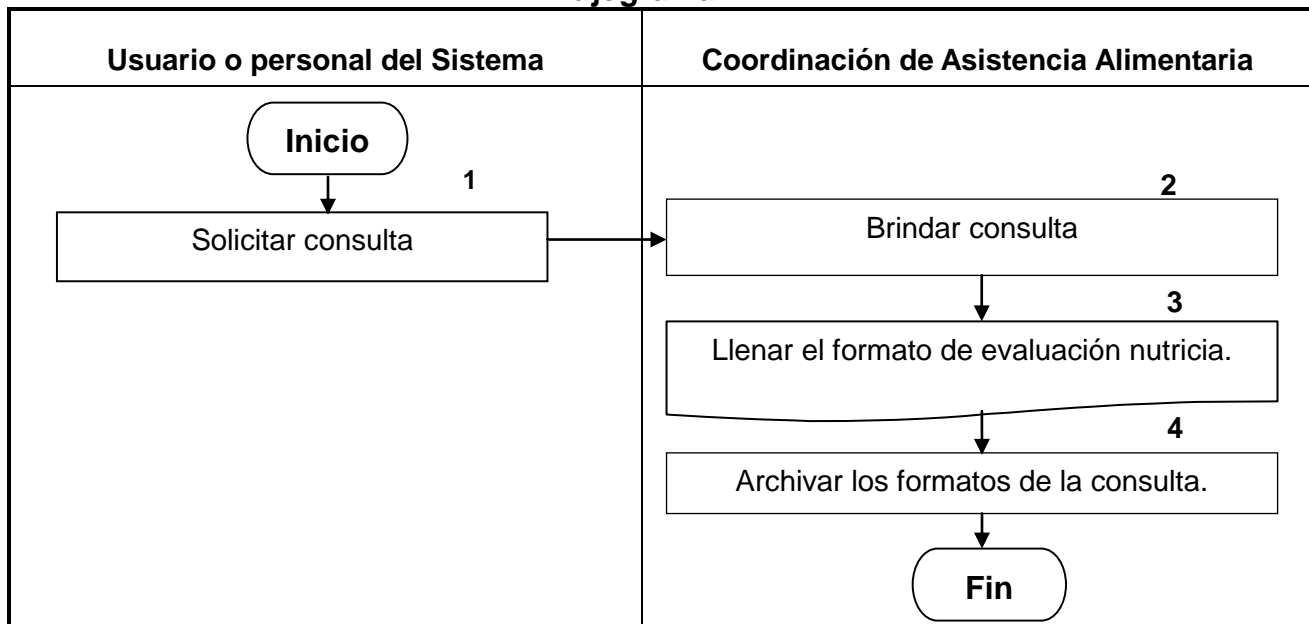 Usuario o personal del Sistema
Coordinación de Asistencia Alimentaria
Inicio
1
Solicitar consulta
2
Brindar consulta
3
Llenar el formato de evaluación nutricia.
4
Archivar los formatos de la consulta.
Fin